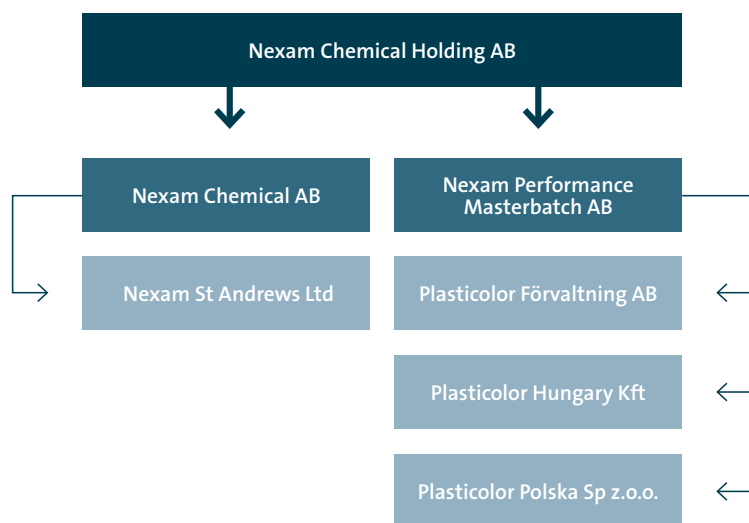 Nexam Chemical Holding AB
Nexam Chemical AB
Nexam Performance
Masterbatch AB
Nexam St Andrews Ltd
Plasticolor Förvaltning AB
Plasticolor Hungary Kft
Plasticolor Polska Sp z.o.o.